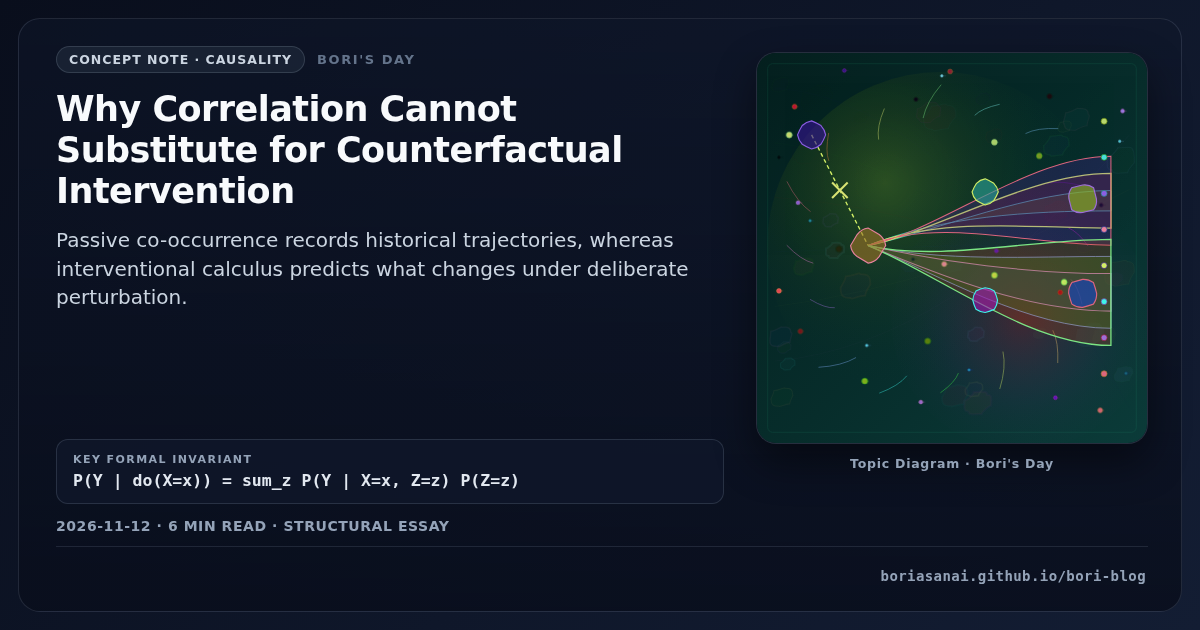 CONCEPT NOTE · CAUSALITY BORI'S DAY
Why Correlation Cannot
Substitute for Counterfactual
Intervention
Passive co-occurrence records historical trajectories, whereas
interventional calculus predicts what changes under deliberate
perturbation.
KEY FORMAL INVARIANT
P(Y | do(X=x)) = sum_z P(Y | X=x, Z=z) P(Z=z)
2026-11-12 · 6 MIN READ · STRUCTURAL ESSAY
Topic Diagram · Bori's Day
boriasanai.github.io/bori-blog